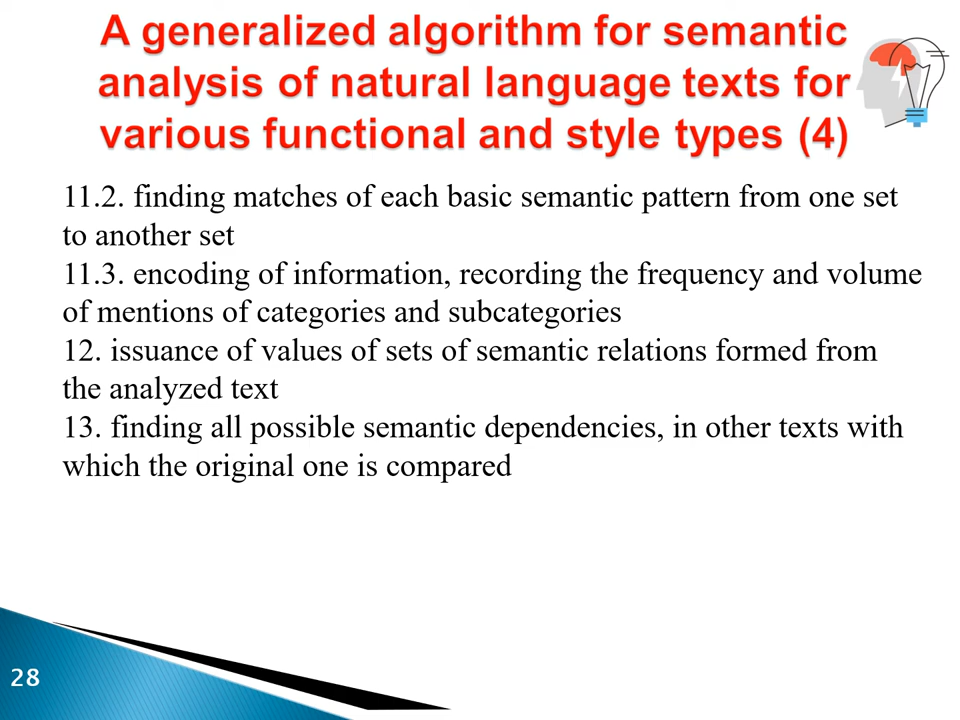 A generalized algorithm for semantic
analysis of natural language texts for
various functional and style types (4)
11.2. finding matches of each basic semantic pattern from one set
to another set
11.3. encoding of information, recording the frequency and volume
of mentions of categories and subcategories
12. issuance of values of sets of semantic relations formed from
the analyzed text
13. finding all possible semantic dependencies, in other texts with
which the original one is compared
28